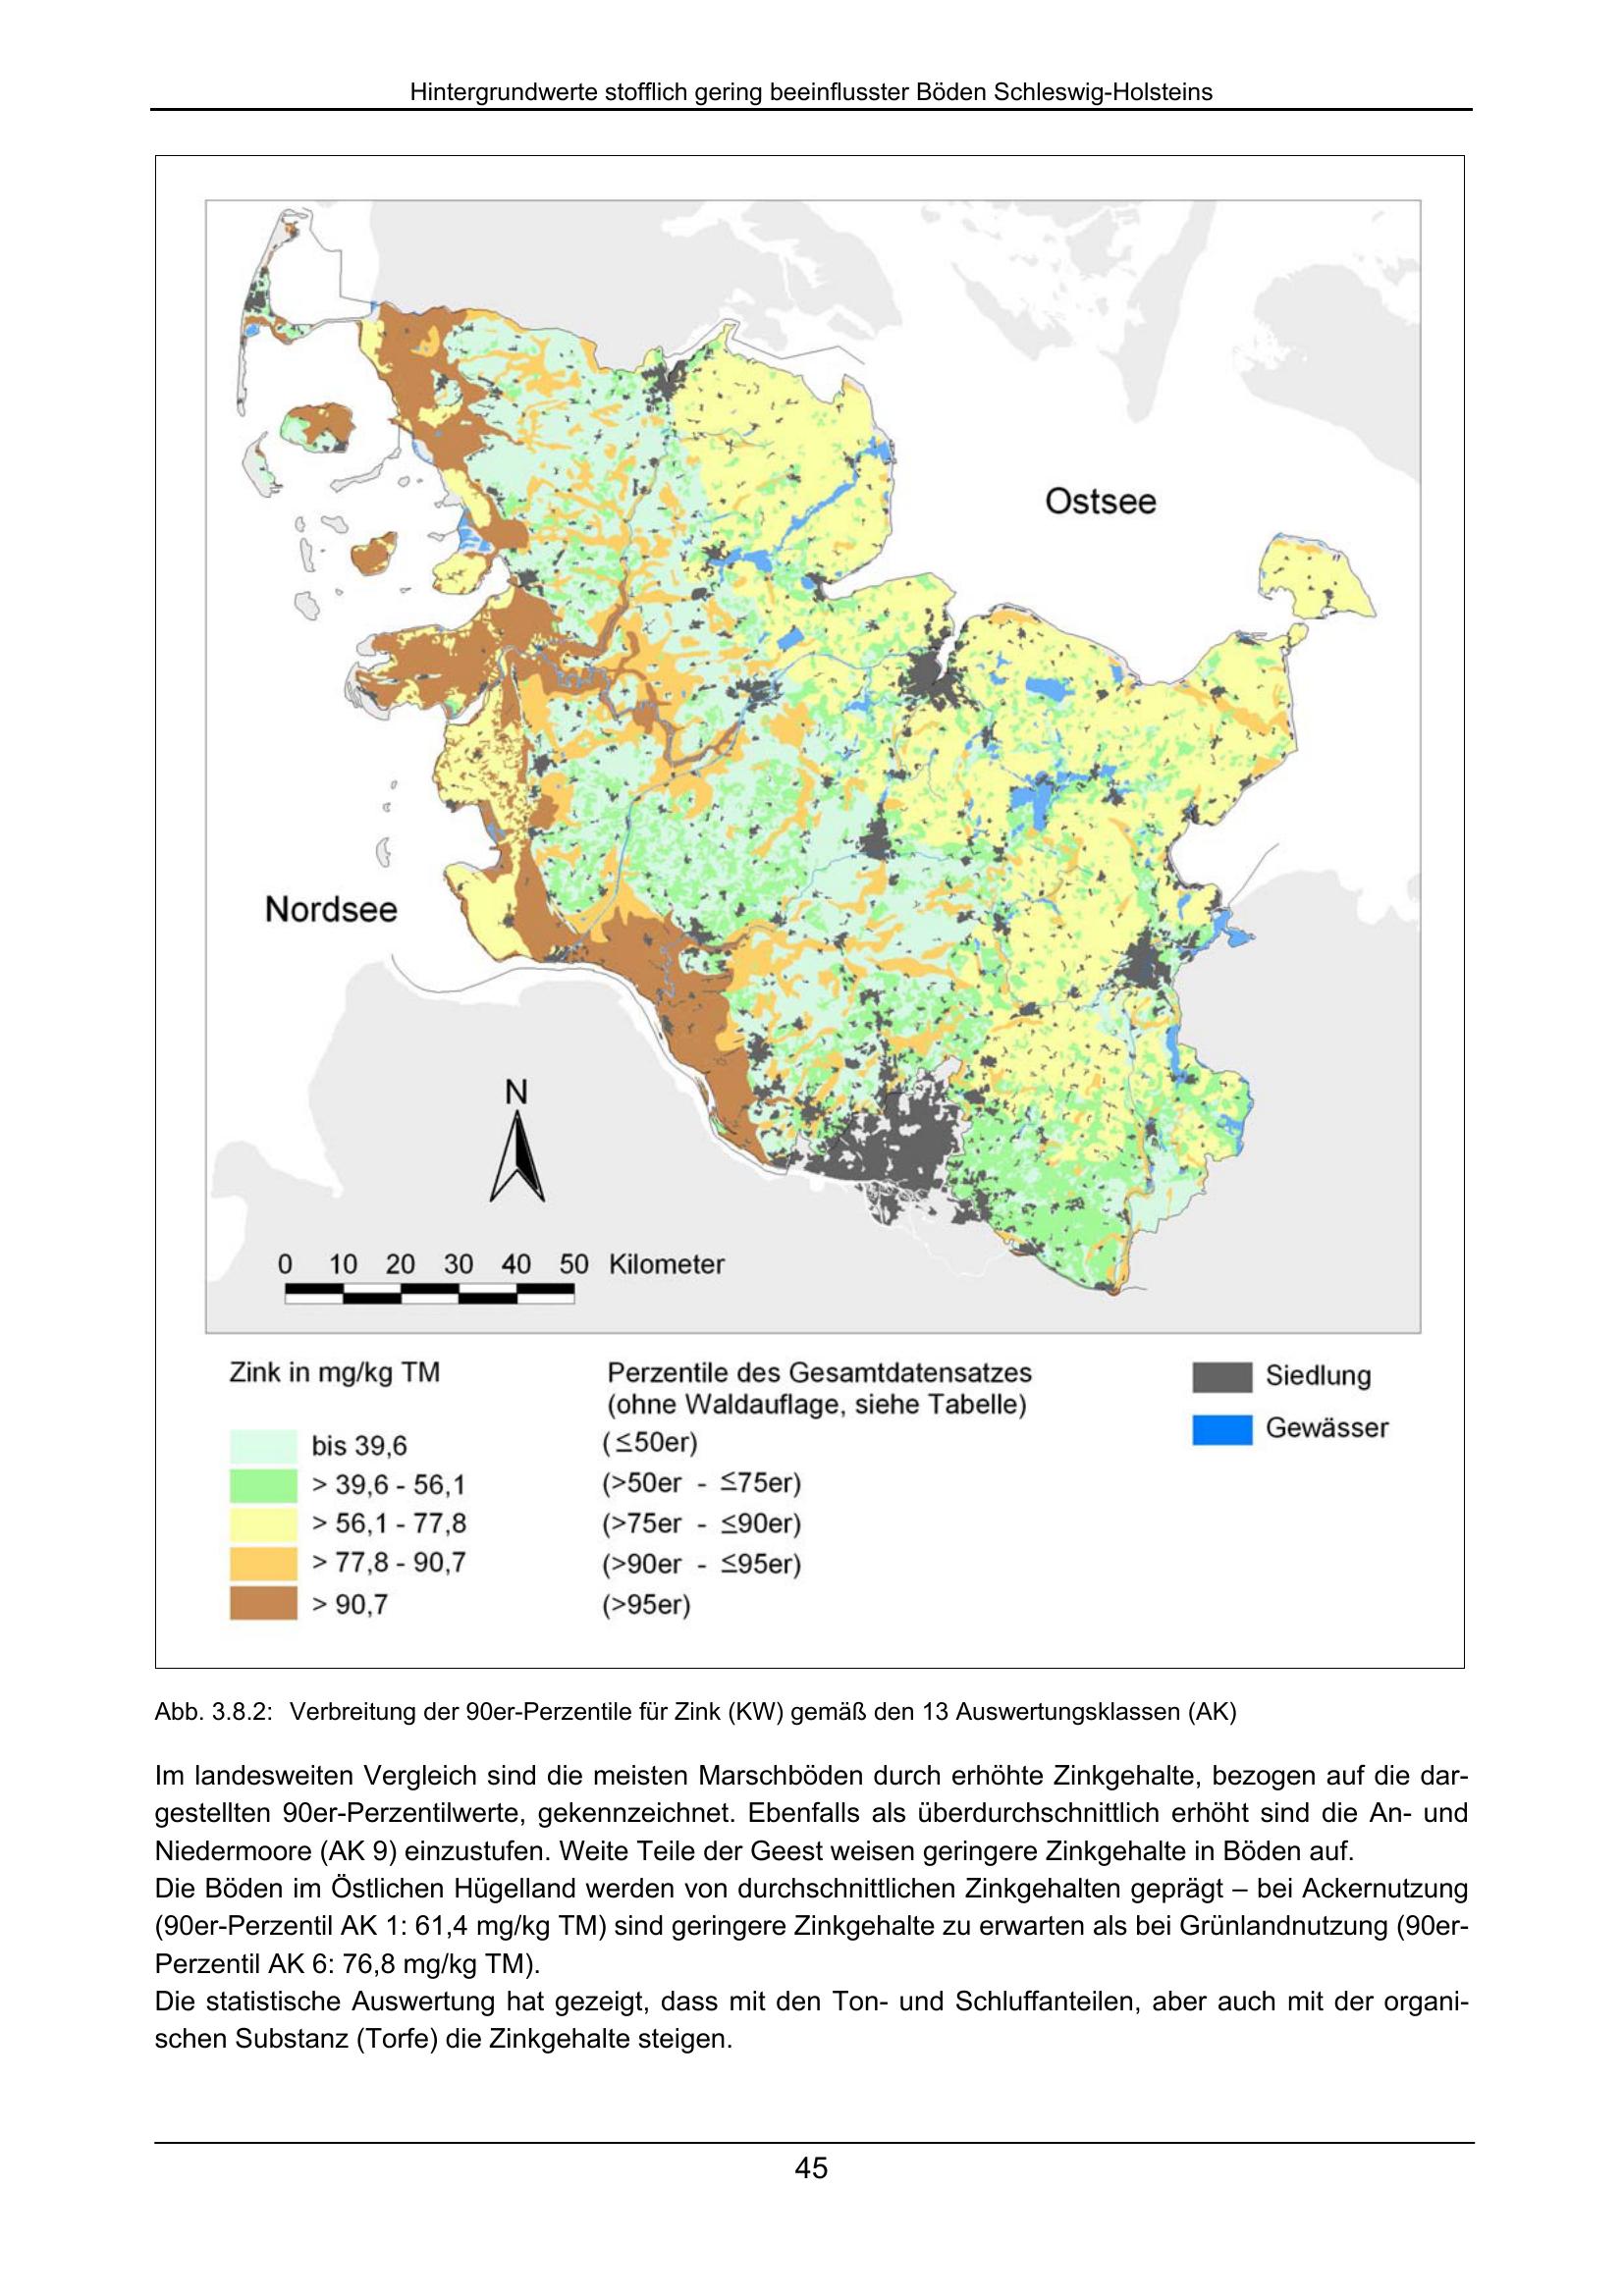 Hintergrundwerte stofflich gering beeinflusster Böden Schleswig-Holsteins
Ostsee
Nordsee
N
0 10 20 30 40 50 Kilometer
Zink in mg/kg TM
Perzentile des Gesamtdatensatzes
(ohne Waldauflage, siehe Tabelle)
bis 39,6 (≤50er)
> 39,6 - 56,1 (>50er - ≤75er)
> 56,1 - 77,8 (>75er - ≤90er)
> 77,8 - 90,7 (>90er - ≤95er)
> 90,7 (>95er)
Siedlung
Gewässer
Abb. 3.8.2: Verbreitung der 90er-Perzentile für Zink (KW) gemäß den 13 Auswertungsklassen (AK)
Im landesweiten Vergleich sind die meisten Marschböden durch erhöhte Zinkgehalte, bezogen auf die dar-
gestellten 90er-Perzentilwerte, gekennzeichnet. Ebenfalls als überdurchschnittlich erhöht sind die An- und
Niedermoore (AK 9) einzustufen. Weite Teile der Geest weisen geringere Zinkgehalte in Böden auf.
Die Böden im Östlichen Hügelland werden von durchschnittlichen Zinkgehalten geprägt – bei Ackernutzung
(90er-Perzentil AK 1: 61,4 mg/kg TM) sind geringere Zinkgehalte zu erwarten als bei Grünlandnutzung (90er-
Perzentil AK 6: 76,8 mg/kg TM).
Die statistische Auswertung hat gezeigt, dass mit den Ton- und Schluffanteilen, aber auch mit der organi-
schen Substanz (Torfe) die Zinkgehalte steigen.
45